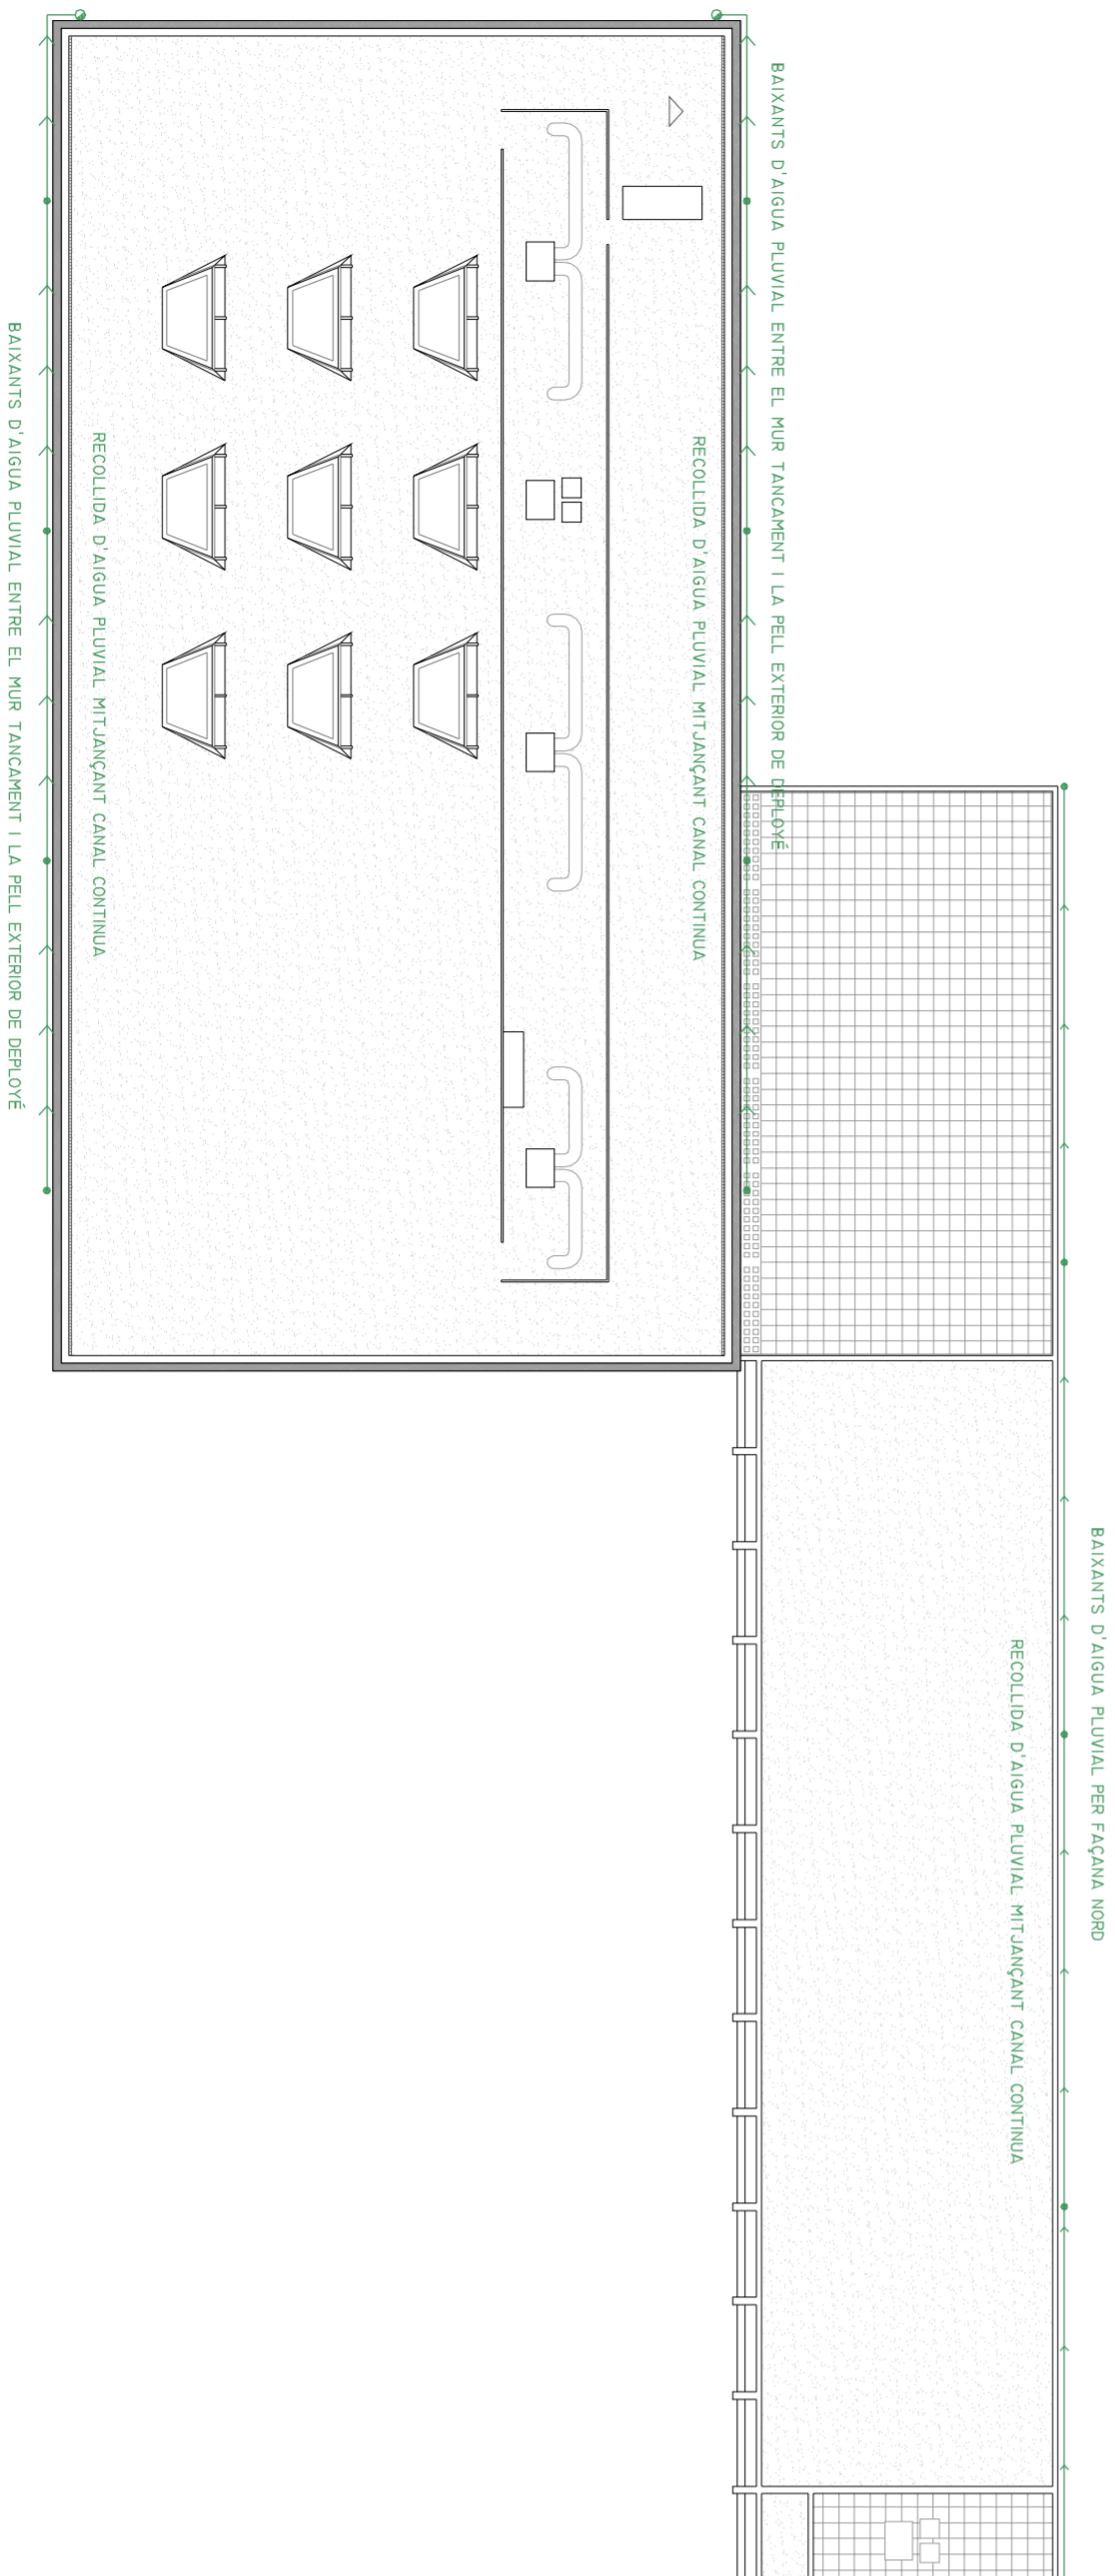 BAIXANTS D'AIGUA PLUVIAL ENTRE EL MUR TANCAMENT I LA PELL EXTERIOR DE DEPLOYÉ
RECOLLIDA D'AIGUA PLUVIAL MITJANÇANT CANAL CONTINUA
RECOLLIDA D'AIGUA PLUVIAL MITJANÇANT CANAL CONTINUA
BAIXANTS D'AIGUA PLUVIAL ENTRE EL MUR TANCAMENT I LA PELL EXTERIOR DE DEPLOYÉ
BAIXANTS D'AIGUA PLUVIAL PER FAÇANA NORD
RECOLLIDA D'AIGUA PLUVIAL MITJANÇANT CANAL CONTINUA